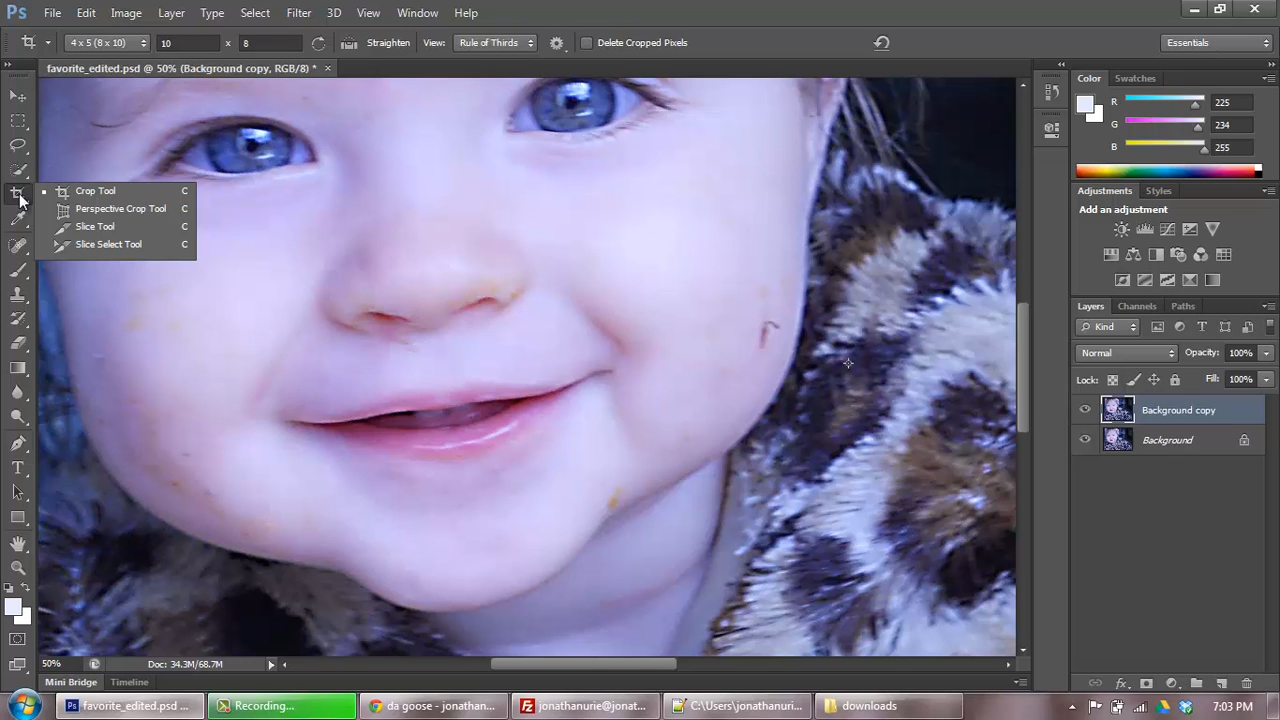 Ps File Edit Image Layer Type Select Filter 3D View Window Help
4 x 5 (8 x 10) 10 x 8 Straighten View: Rule of Thirds Delete Cropped Pixels Essentials
favorite_edited.psd @ 50% (Background copy, RGB/8) * ×
Crop Tool C
Perspective Crop Tool C
Slice Tool C
Slice Select Tool C
T
Color Swatches
R 225
G 234
B 255
Adjustments Styles
Add an adjustment
Layers Channels Paths
Kind
Normal Opacity: 100%
Lock: Fill: 100%
Background copy
Background
50% Doc: 34.3M/68.7M
Mini Bridge Timeline
favorite_edited.psd ... Recording... da goose - jonathan... jonathanurie@jonat... C:\Users\jonathanuri... downloads 7:03 PM